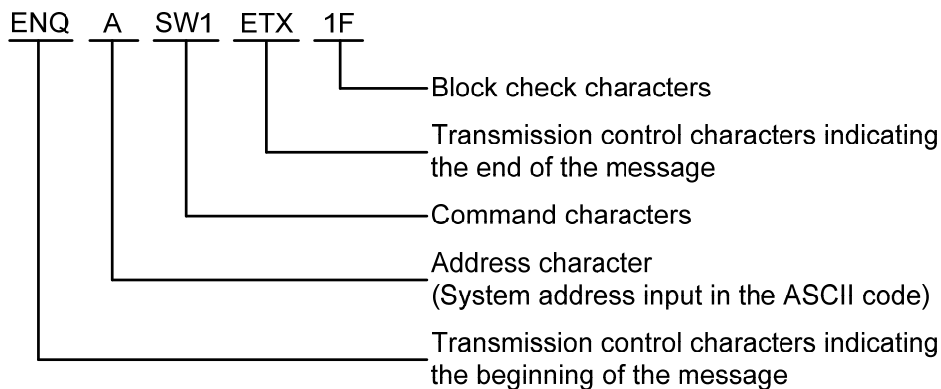 ENQ A SW1 ETX 1F
Block check characters
Transmission control characters indicating
the end of the message
Command characters
Address character
(System address input in the ASCII code)
Transmission control characters indicating
the beginning of the message